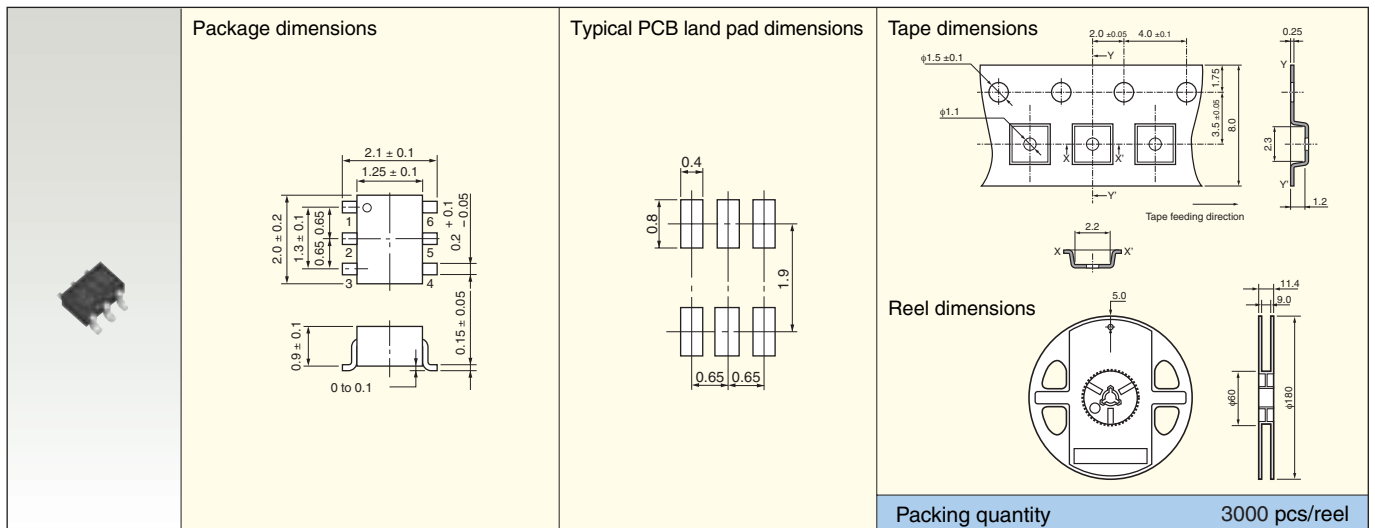 Package dimensions
2.1 ± 0.1
1.25 ± 0.1
2.0 ± 0.2
1.3 ± 0.1
0.65 0.65
1
2
3
6
5
4
0.2 + 0.1 − 0.05
0.9 ± 0.1
0.15 ± 0.05
0 to 0.1
Typical PCB land pad dimensions
0.4
0.8
1.9
0.65 0.65
Tape dimensions
2.0 ±0.05 4.0 ±0.1
φ1.5 ±0.1
φ1.1
Y
X X'
Y'
1.75
3.5 ±0.05
8.0
Tape feeding direction
0.25
Y
2.3
Y'
1.2
2.2
X X'
Reel dimensions
5.0
11.4
9.0
φ60
φ180
Packing quantity 3000 pcs/reel